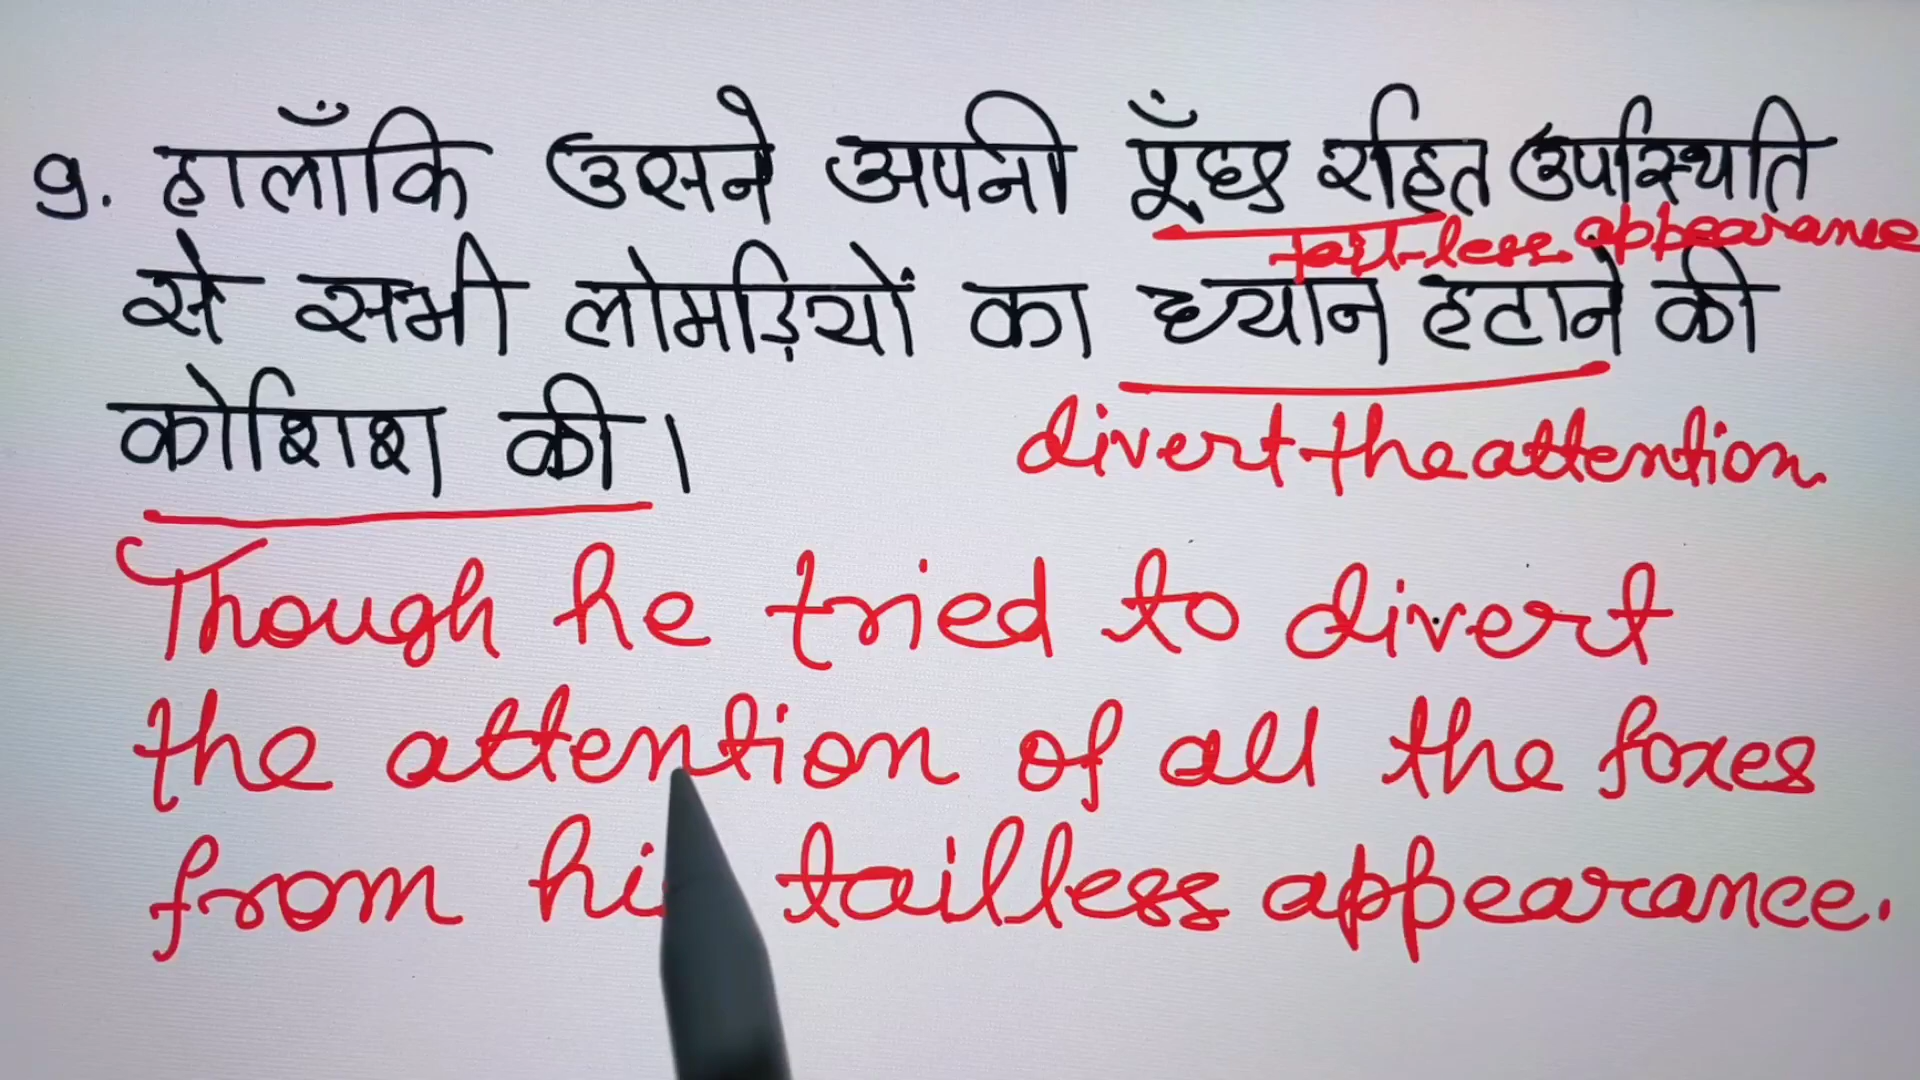 9. हालाँकि उसने अपनी पूँछ रहित उपस्थिति
tail-less appearance
से सभी लोमड़ियों का ध्यान हटाने की
कोशिश की।
divert the attention
Though he tried to divert
the attention of all the foxes
from hi tailless appearance.